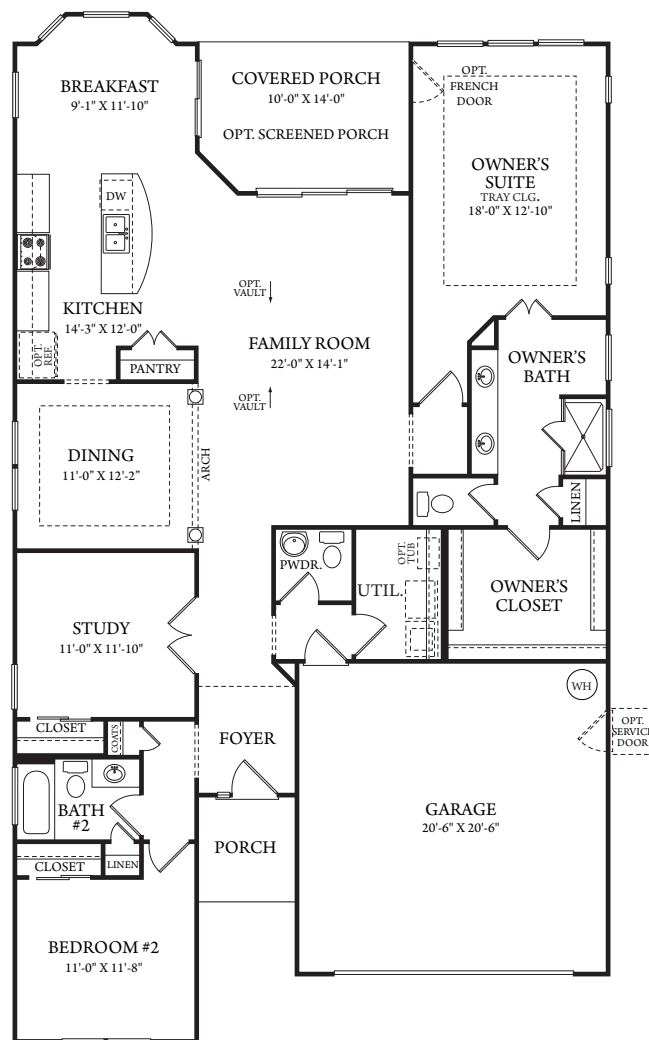 BREAKFAST
9'-1" X 11'-10"
COVERED PORCH
10'-0" X 14'-0"
OPT. SCREENED PORCH
OPT.
FRENCH
DOOR
OWNER'S
SUITE
TRAY CLG.
18'-0" X 12'-10"
DW
KITCHEN
14'-3" X 12'-0"
OPT.
REF.
PANTRY
OPT.
VAULT
FAMILY ROOM
22'-0" X 14'-1"
OPT.
VAULT
OWNER'S
BATH
DINING
11'-0" X 12'-2"
ARCH
LINEN
PWDR.
OPT.
TUB
UTIL.
OWNER'S
CLOSET
STUDY
11'-0" X 11'-10"
CLOSET
COATS
FOYER
WH
OPT.
SERVICE
DOOR
BATH
#2
PORCH
GARAGE
20'-6" X 20'-6"
CLOSET
LINEN
BEDROOM #2
11'-0" X 11'-8"